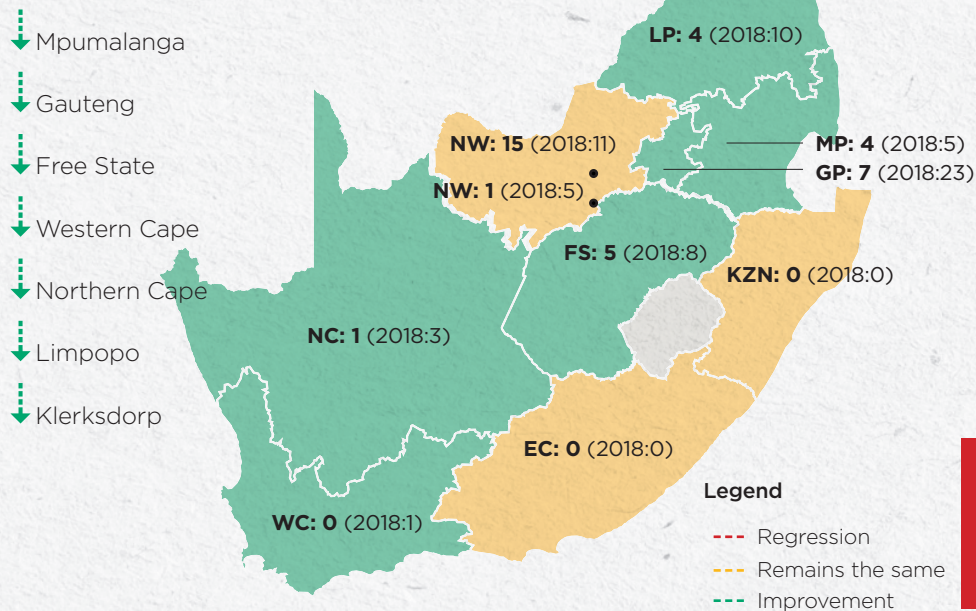 Mpumalanga
Gauteng
Free State
Western Cape
Northern Cape
Limpopo
Klerksdorp
LP: 4 (2018:10)
NW: 15 (2018:11)
NW: 1 (2018:5)
MP: 4 (2018:5)
GP: 7 (2018:23)
FS: 5 (2018:8)
KZN: 0 (2018:0)
NC: 1 (2018:3)
EC: 0 (2018:0)
WC: 0 (2018:1)
Legend
Regression
Remains the same
Improvement